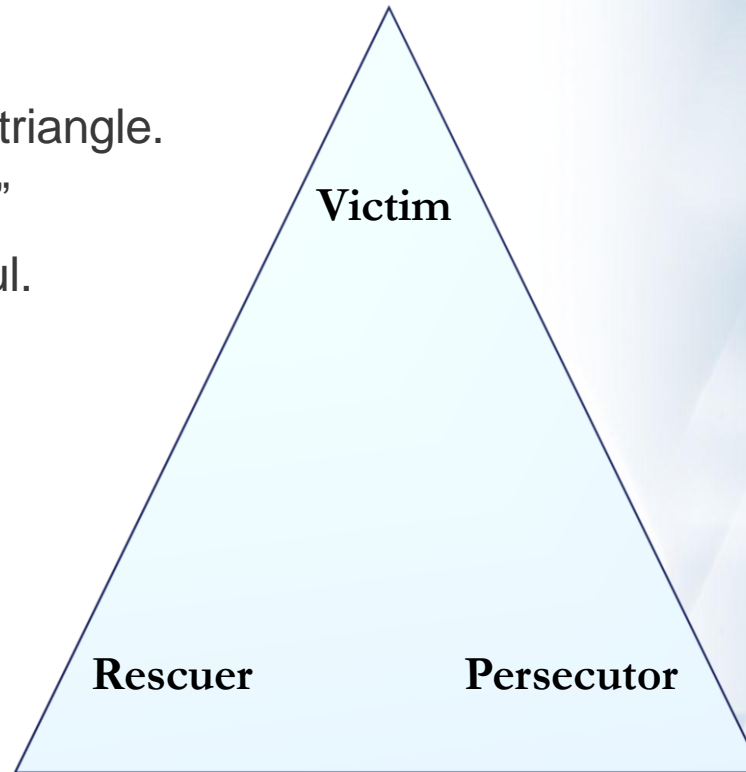 triangle.
”
Victim
ul.
Rescuer Persecutor